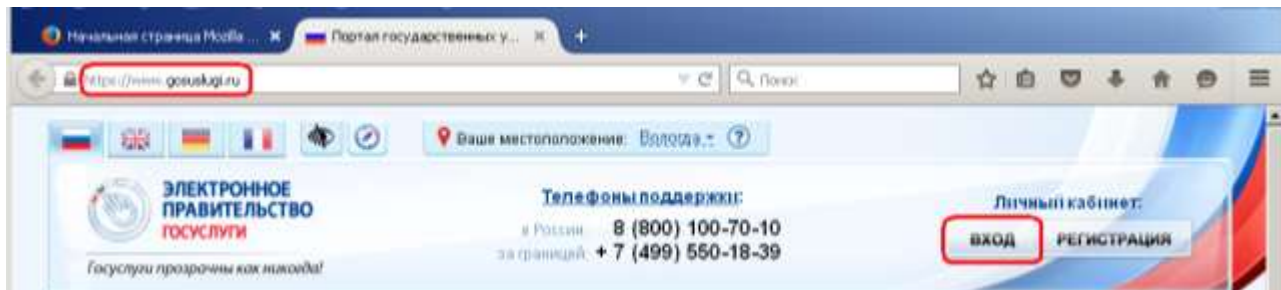 Начальная страница Mozilla ...
Портал государственных у...
https://www.gosuslugi.ru
Поиск
Ваше местоположение: Вологда
?
ЭЛЕКТРОННОЕ
ПРАВИТЕЛЬСТВО
ГОСУСЛУГИ
Госуслуги прозрачны как никогда!
Телефоны поддержки:
в России 8 (800) 100-70-10
за границей + 7 (499) 550-18-39
Личный кабинет:
ВХОД
РЕГИСТРАЦИЯ